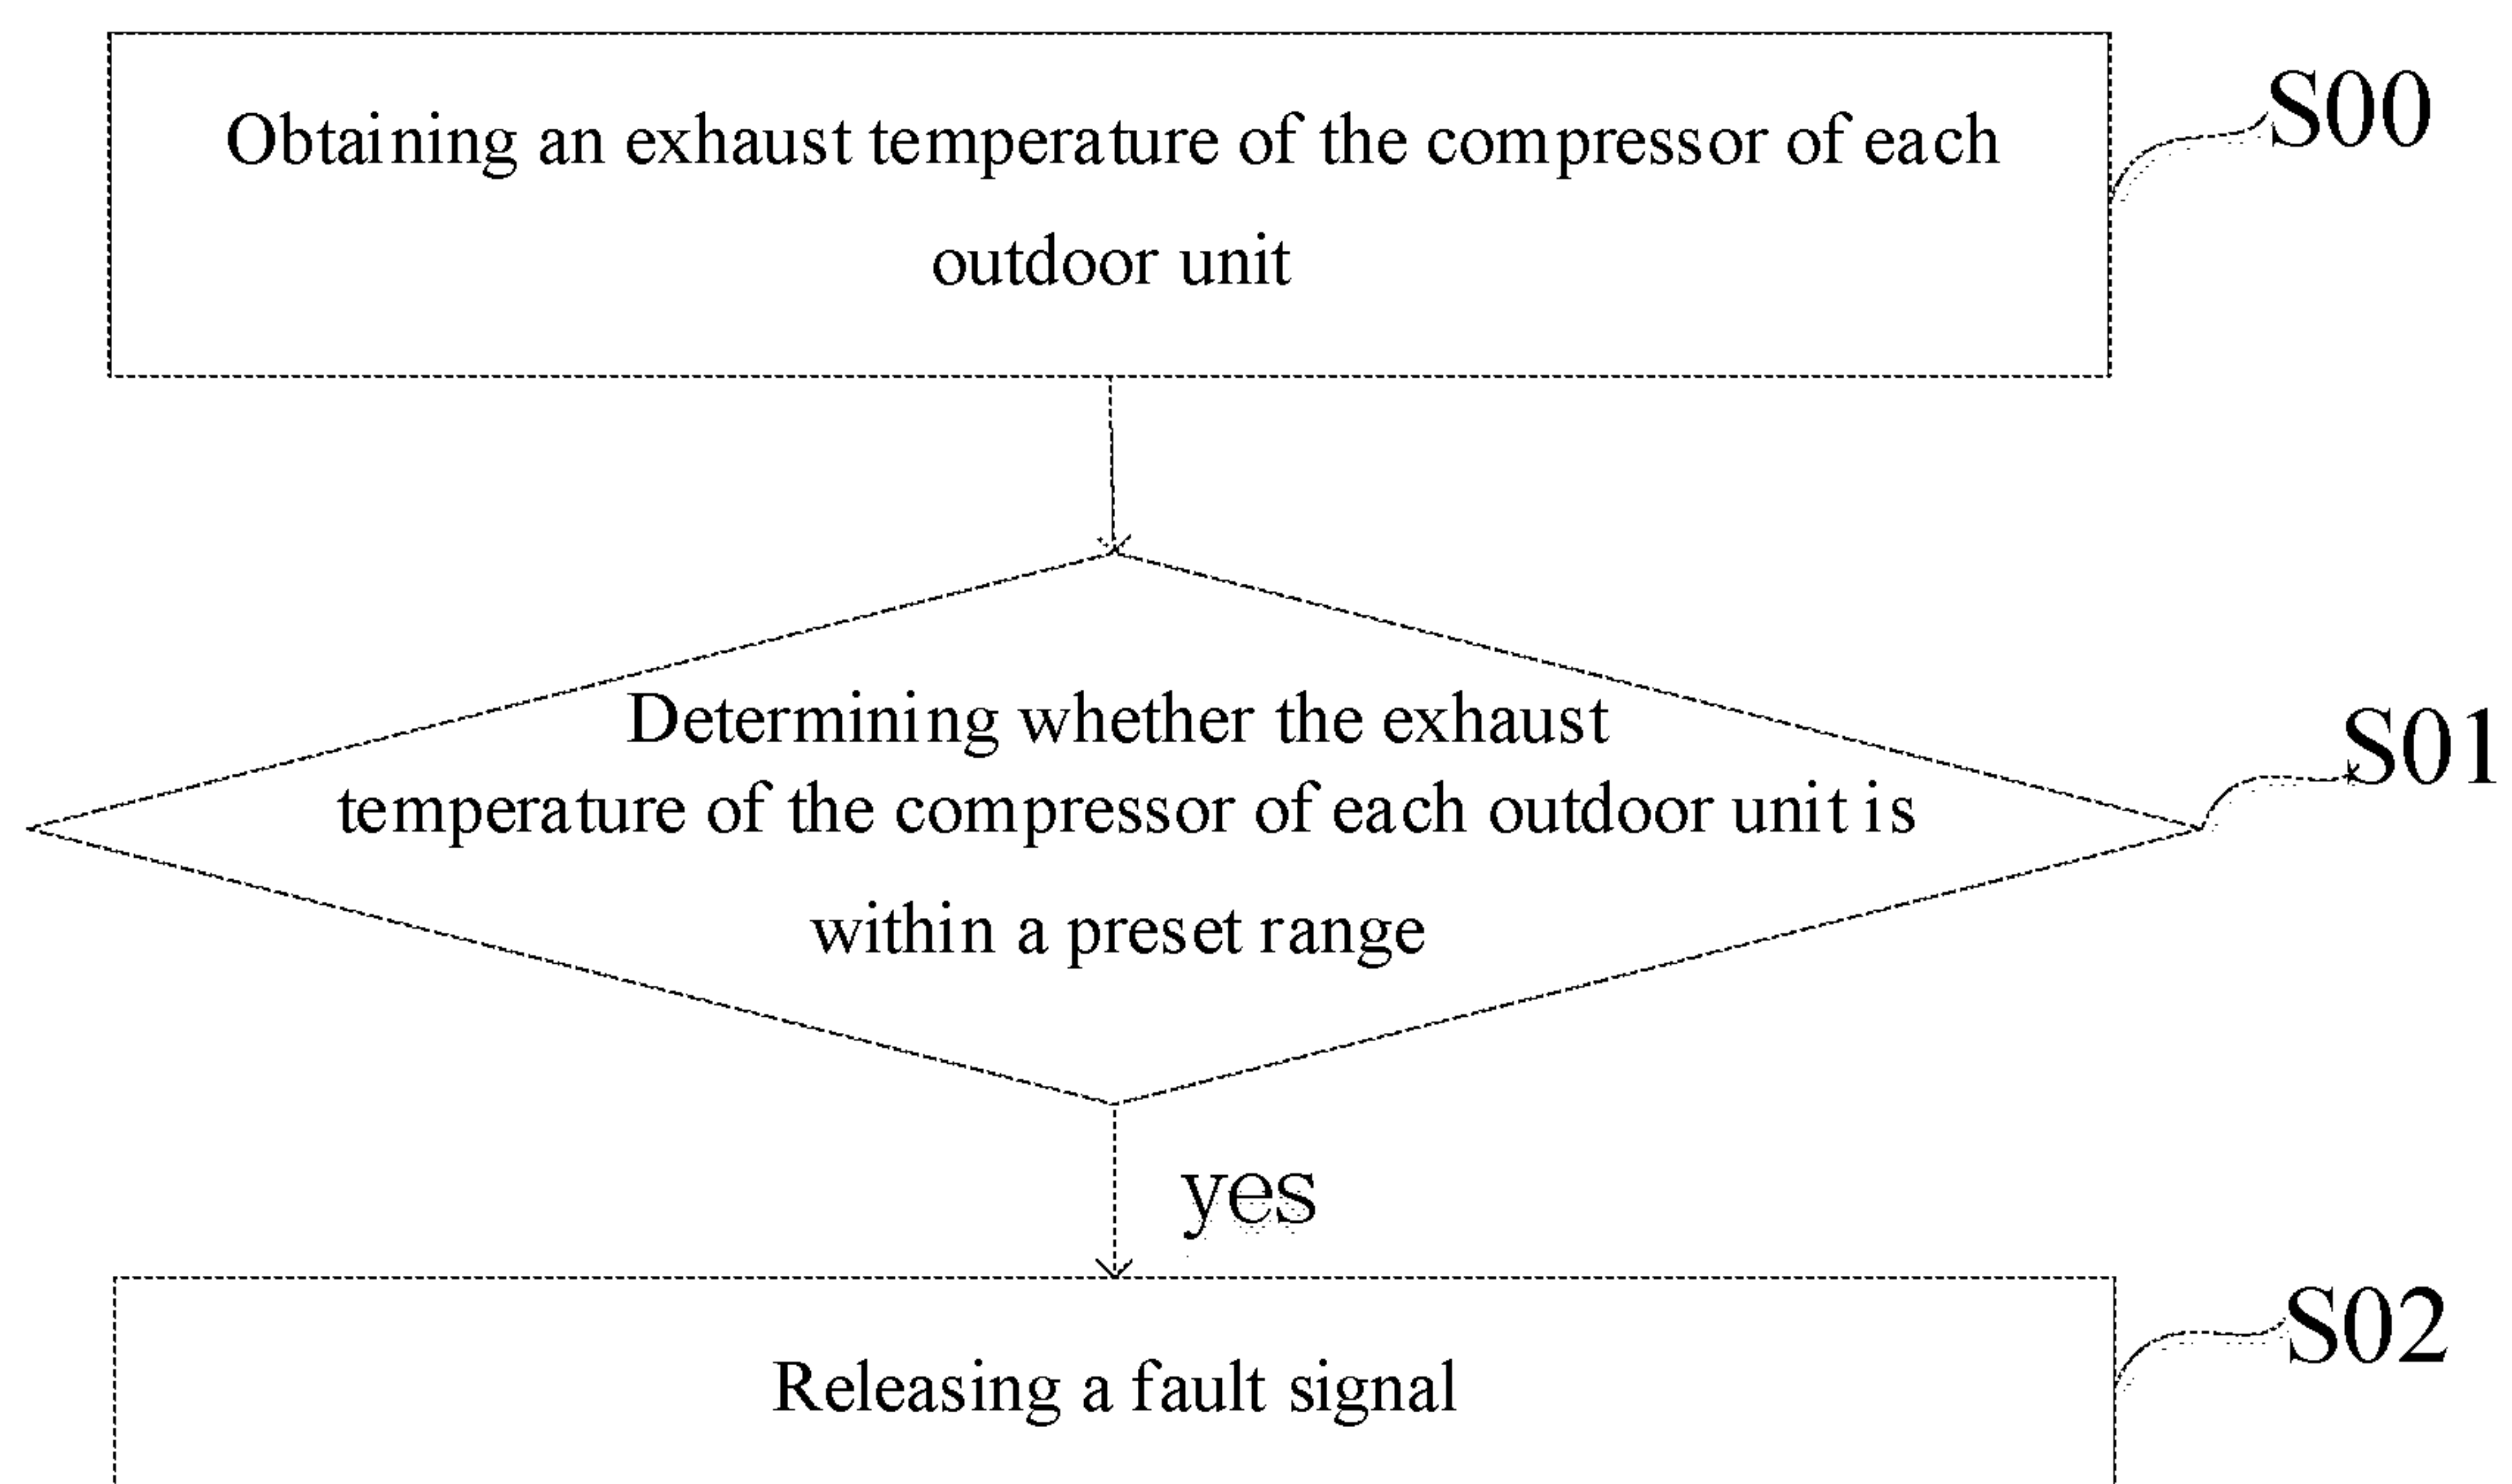 Obtaining an exhaust temperature of the compressor of each
outdoor unit
S00
Determining whether the exhaust
temperature of the compressor of each outdoor unit is
within a preset range
S01
yes
Releasing a fault signal
S02